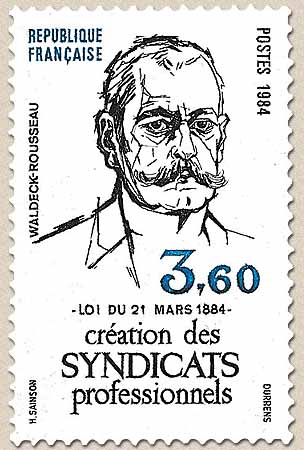 REPUBLIQUE
FRANÇAISE
POSTES 1984
WALDECK-ROUSSEAU
3,60
-LOI DU 21 MARS 1884-
création des
SYNDICATS
professionnels
H.SAINSON
DURRENS